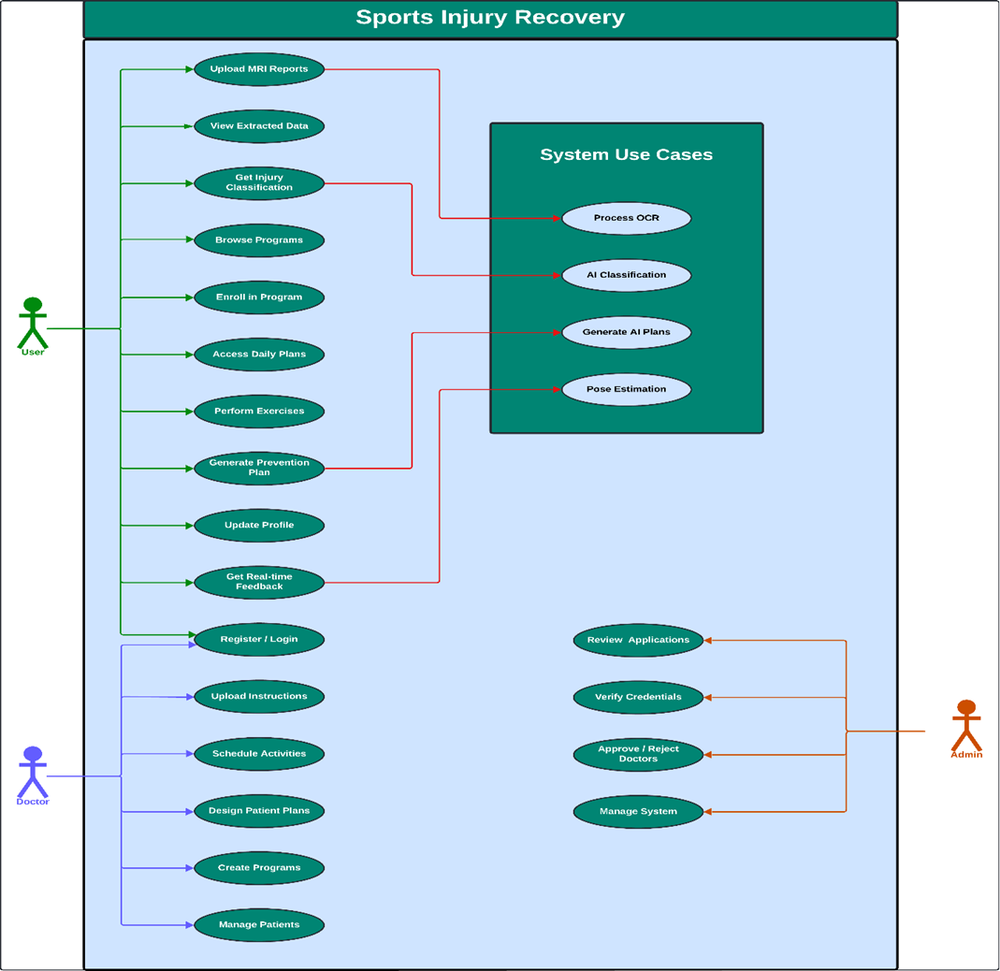 Sports Injury Recovery
Upload MRI Reports
View Extracted Data
Get Injury
Classification
Browse Programs
Enroll in Program
Access Daily Plans
Perform Exercises
Generate Prevention
Plan
Update Profile
Get Real-time
Feedback
Register / Login
Upload Instructions
Schedule Activities
Design Patient Plans
Create Programs
Manage Patients
User
Doctor
System Use Cases
Process OCR
AI Classification
Generate AI Plans
Pose Estimation
Review Applications
Verify Credentials
Approve / Reject
Doctors
Manage System
Admin